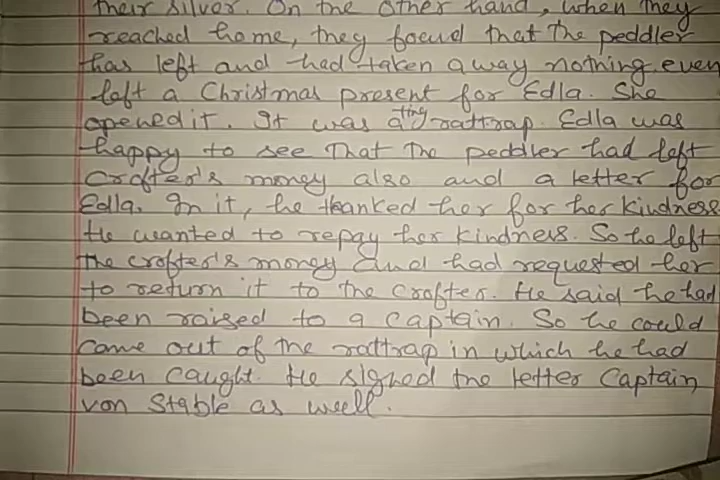 their silver. On the other hand, when they
reached home, they found that the peddler
has left and had taken away nothing even
left a Christmas present for Edla. She
opened it. It was a tiny rattrap. Edla was
happy to see that the peddler had left
Crofter's money also and a letter for
Edla. In it, he thanked her for her kindness
He wanted to repay her kindness. So he left
the crofter's money and had requested her
to return it to the crofter. He said he had
been raised to a captain. So he could
come out of the rattrap in which he had
been caught. He signed the letter Captain
von Stable as well.